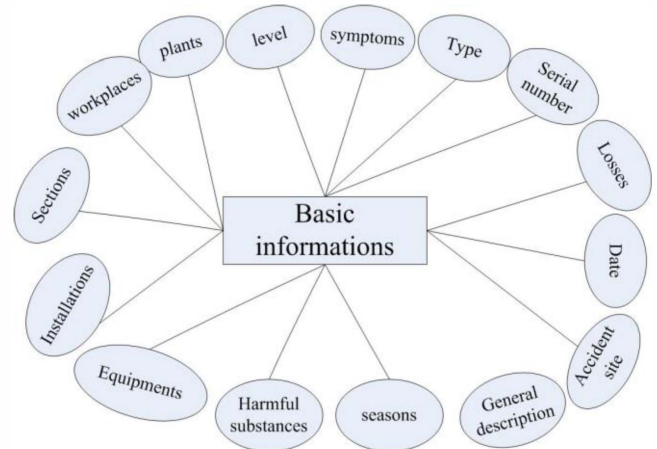 plants
level
symptoms
Type
Serial
number
workplaces
Losses
Sections
Basic
informations
Date
Installations
Accident
site
Equipments
Harmful
substances
seasons
General
description